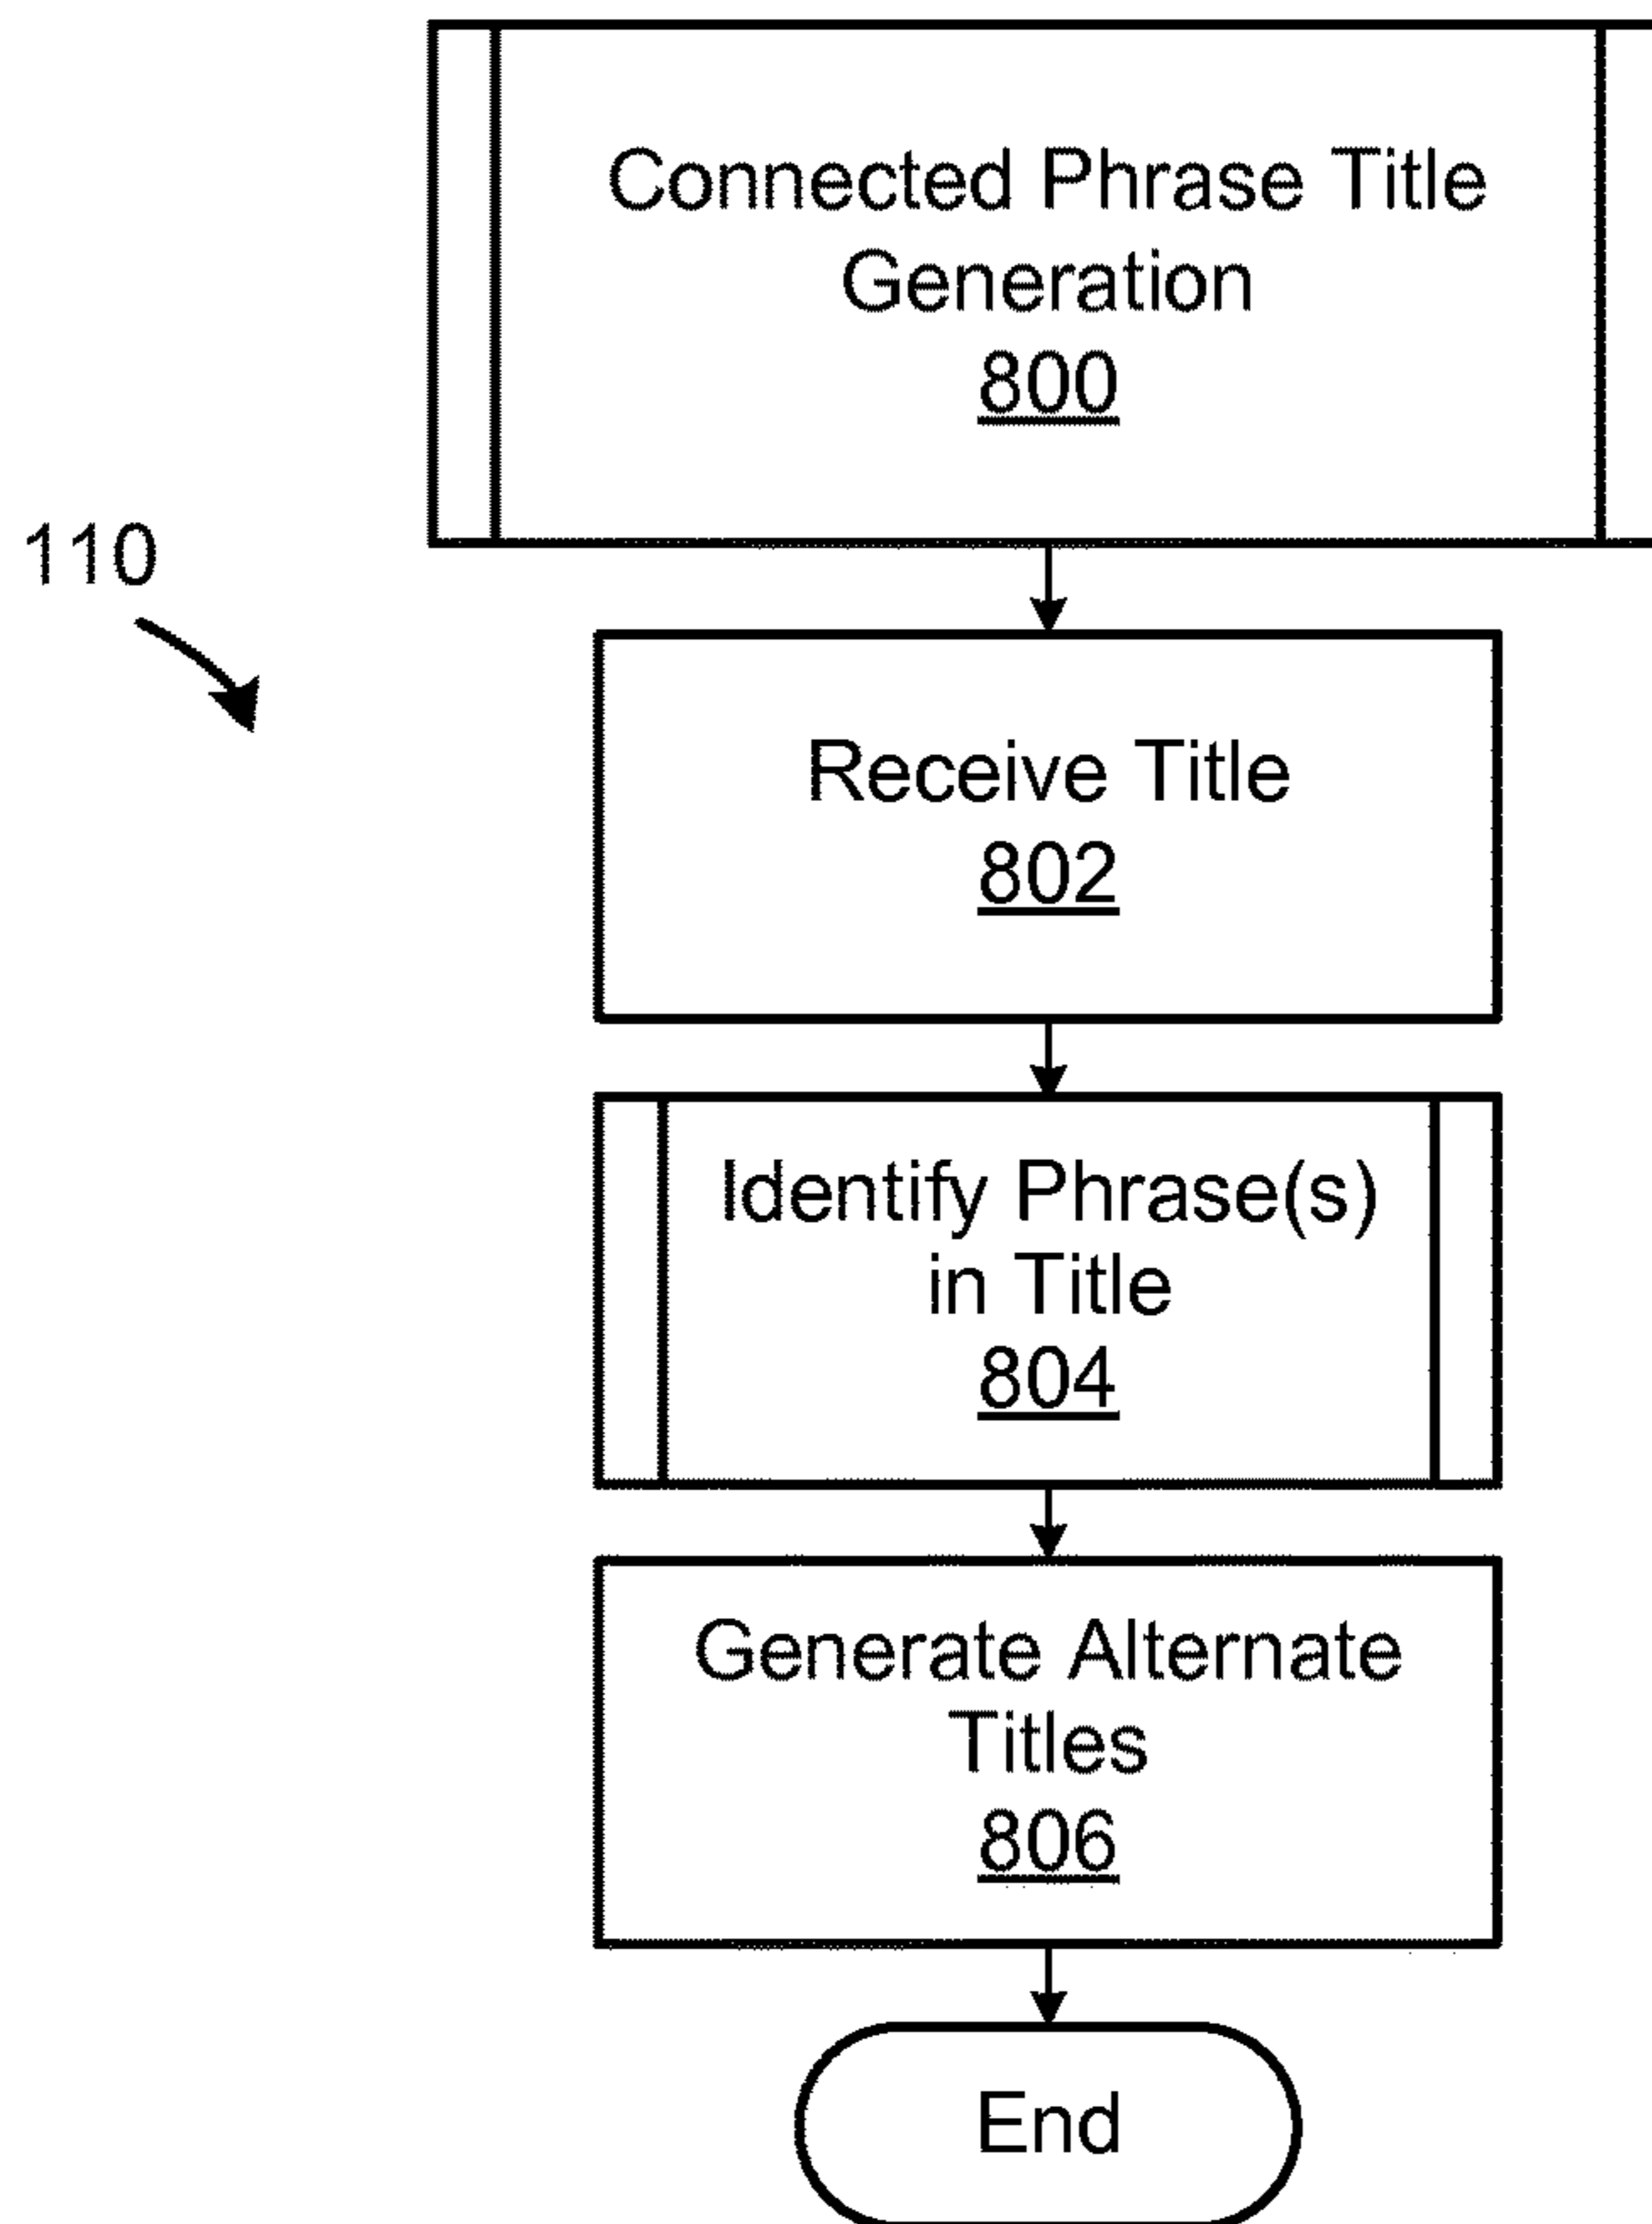 Connected Phrase Title
Generation
800
110
Receive Title
802
Identify Phrase(s)
in Title
804
Generate Alternate
Titles
806
End